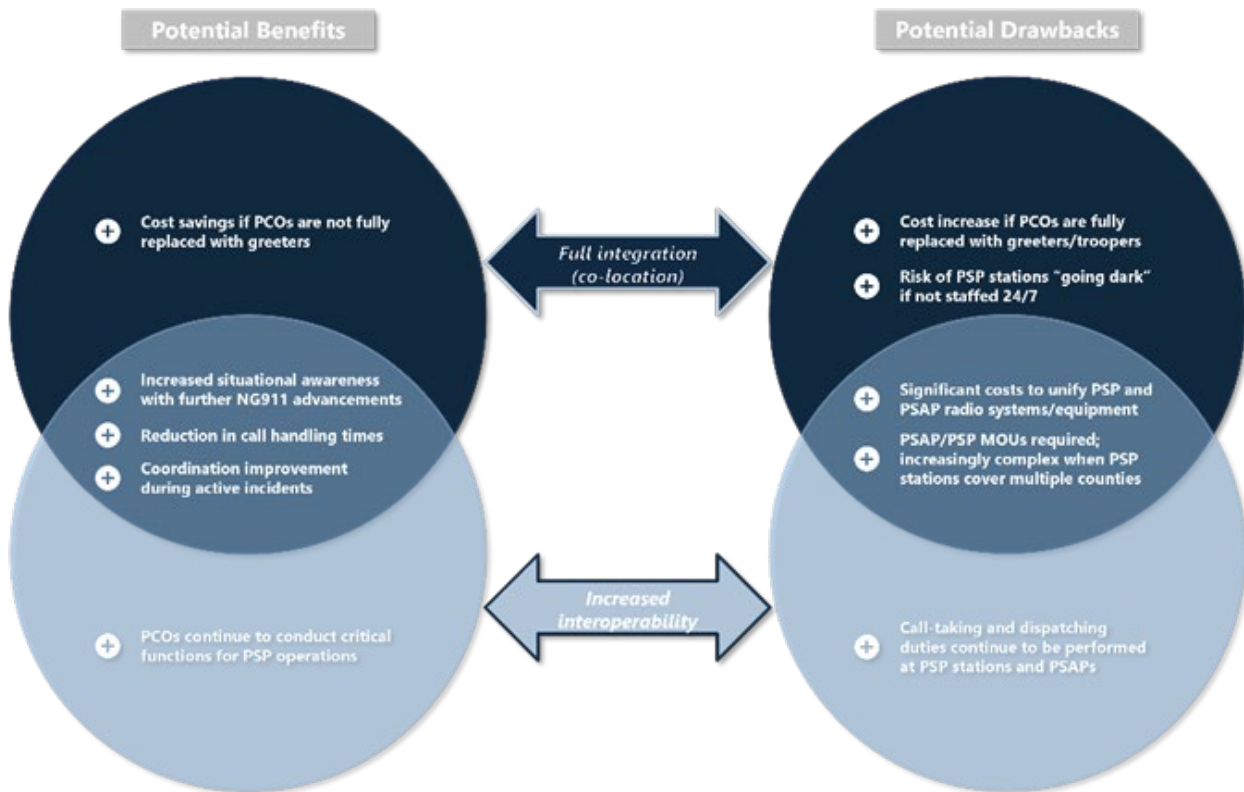 Potential Benefits
Cost savings if PCOs are not fully
replaced with greeters
Increased situational awareness
with further NG911 advancements
Reduction in call handling times
Coordination improvement
during active incidents
PCOs continue to conduct critical
functions for PSP operations
Full integration
(co-location)
Increased
interoperability
Potential Drawbacks
Cost increase if PCOs are fully
replaced with greeters/troopers
Risk of PSP stations "going dark"
if not staffed 24/7
Significant costs to unify PSP and
PSAP radio systems/equipment
PSAP/PSP MOUs required;
increasingly complex when PSP
stations cover multiple counties
Call-taking and dispatching
duties continue to be performed
at PSP stations and PSAPs